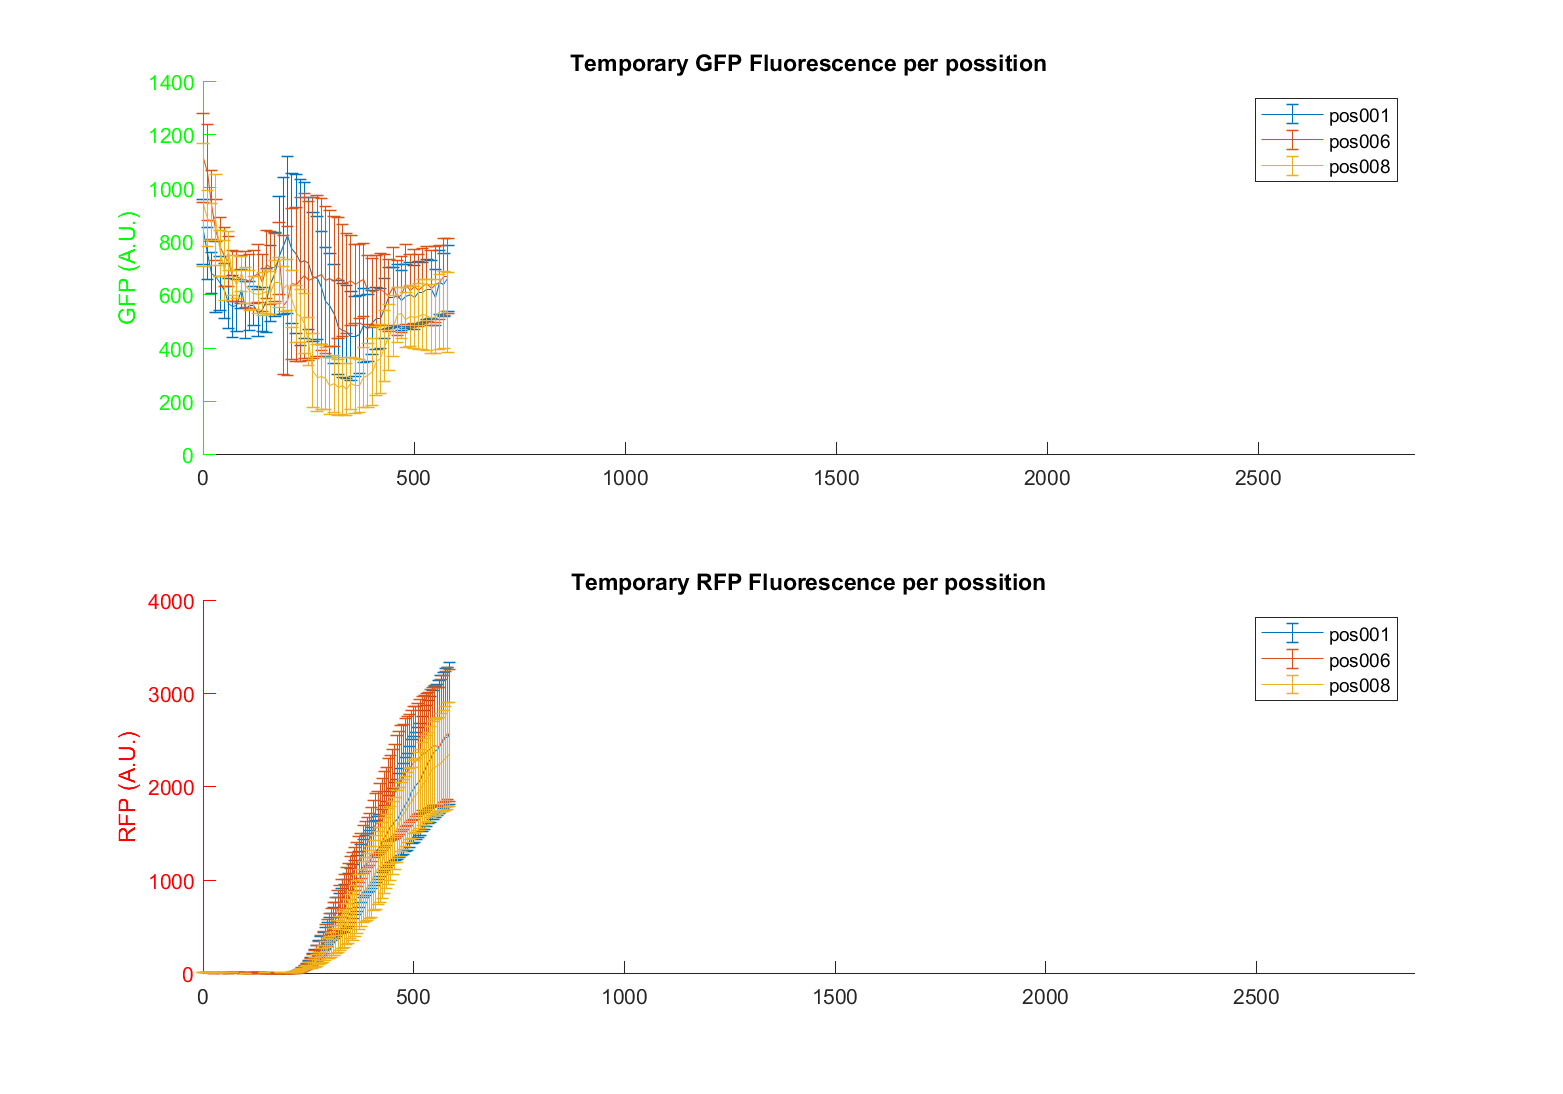 Temporary GFP Fluorescence per possition
1400
1200
1000
800
600
400
200
0
GFP (A.U.)
pos001
pos006
pos008
0 500 1000 1500 2000 2500
Temporary RFP Fluorescence per possition
4000
3000
2000
1000
0
RFP (A.U.)
pos001
pos006
pos008
0 500 1000 1500 2000 2500